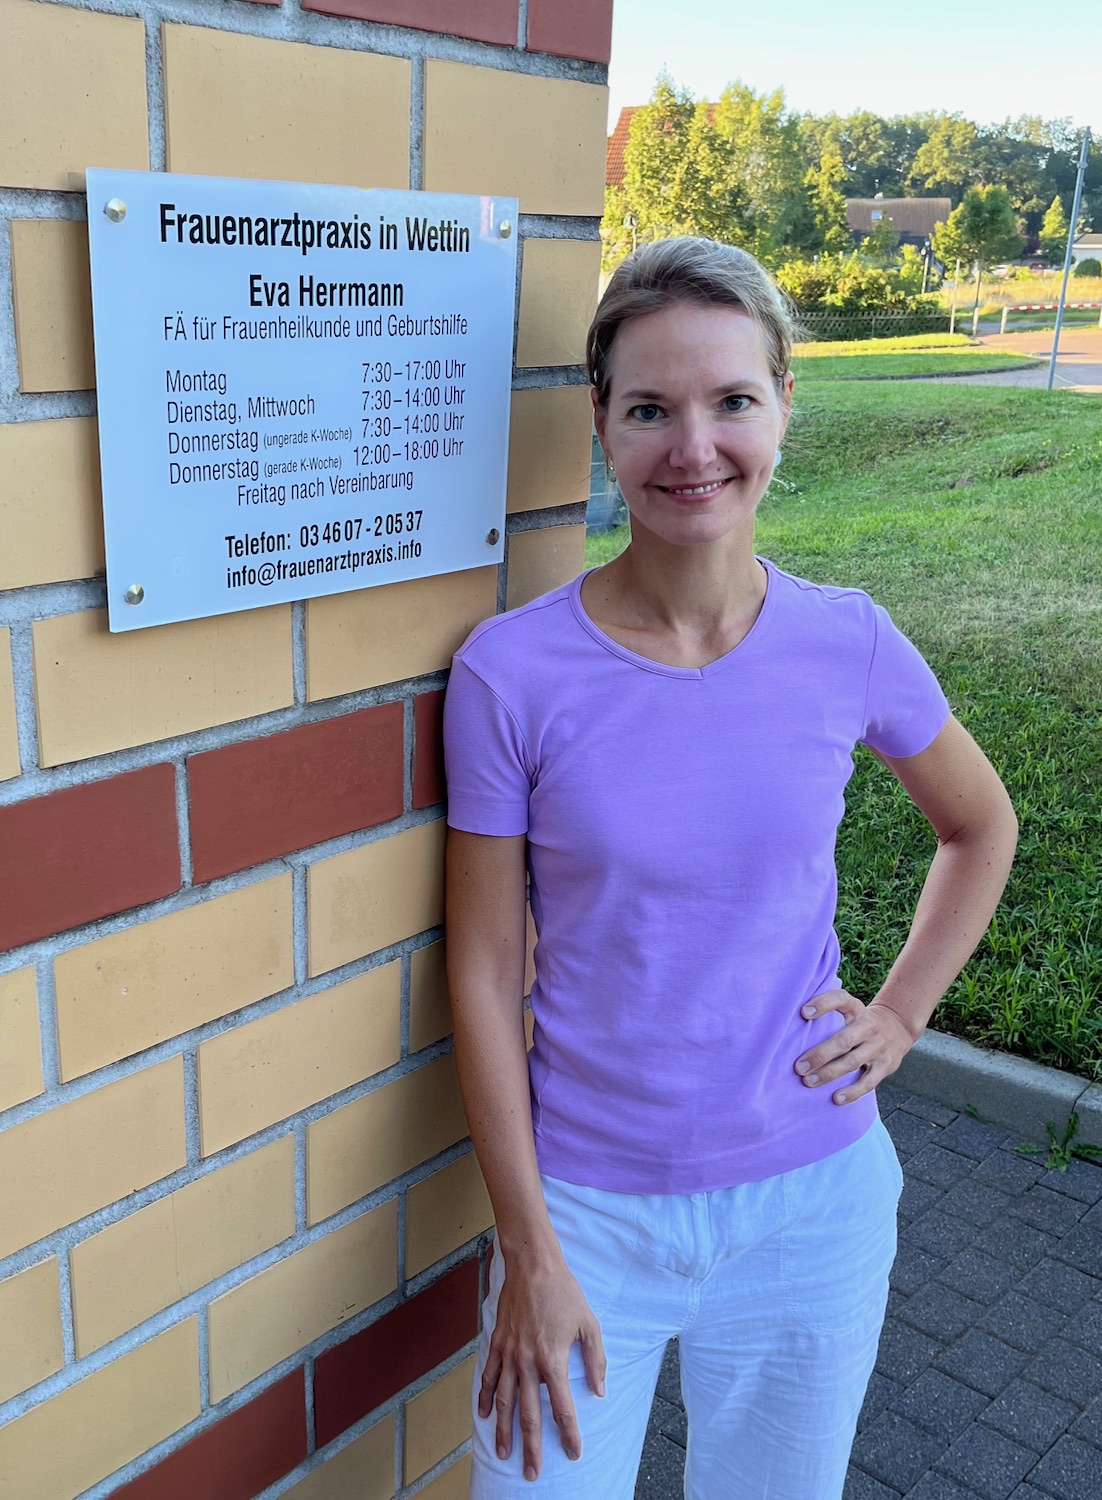 Frauenarztpraxis in Wettin
Eva Herrmann
FÄ für Frauenheilkunde und Geburtshilfe
Montag 7:30–17:00 Uhr
Dienstag, Mittwoch 7:30–14:00 Uhr
Donnerstag (ungerade K-Woche) 7:30–14:00 Uhr
Donnerstag (gerade K-Woche) 12:00–18:00 Uhr
Freitag nach Vereinbarung
Telefon: 03 46 07 - 2 05 37
info@frauenarztpraxis.info